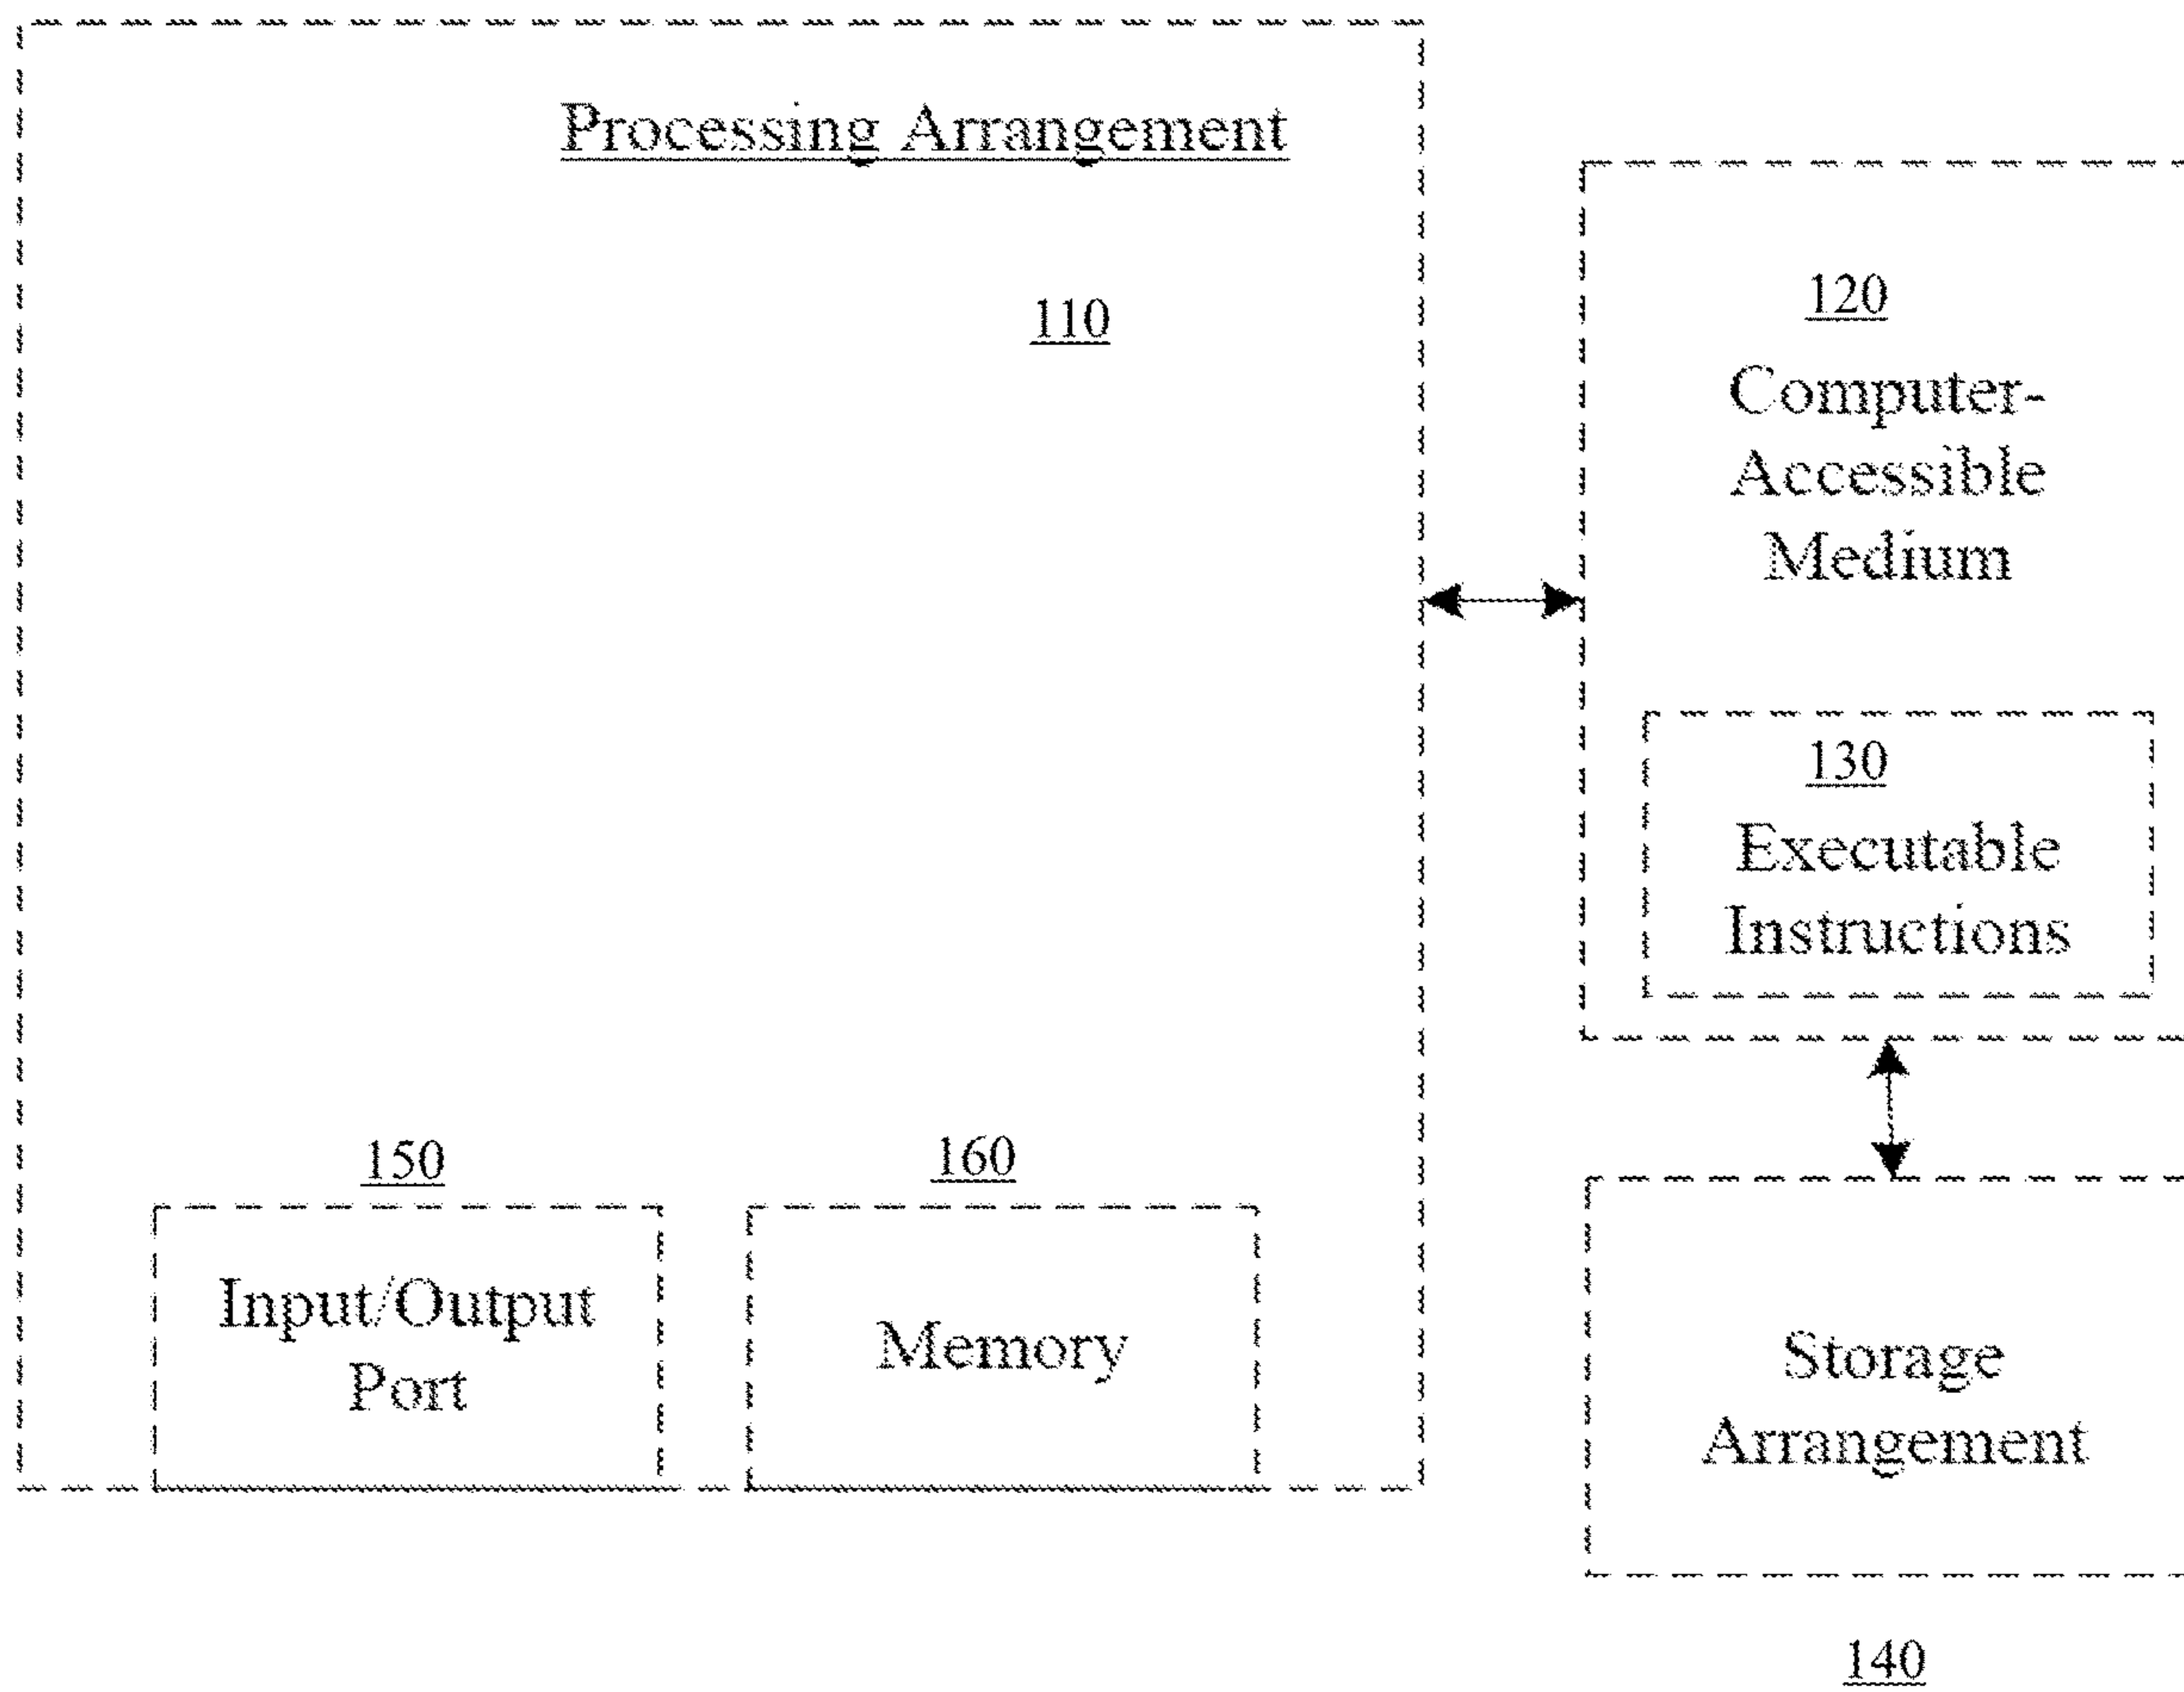 Processing Arrangement
110
120
Computer-
Accessible
Medium
130
Executable
Instructions
150
Input/Output
Port
160
Memory
Storage
Arrangement
140